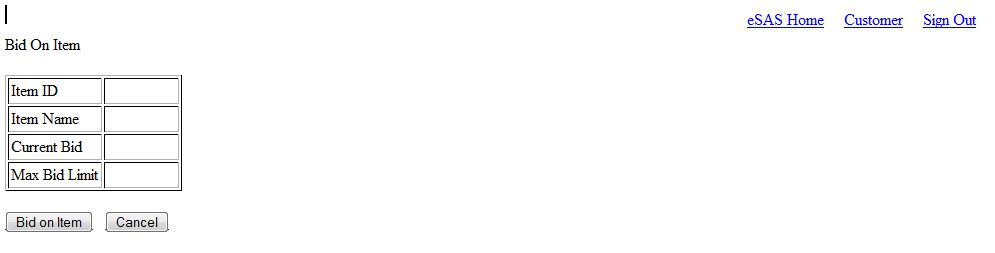 eSAS Home Customer Sign Out
Bid On Item
Item ID
Item Name
Current Bid
Max Bid Limit
Bid on Item Cancel